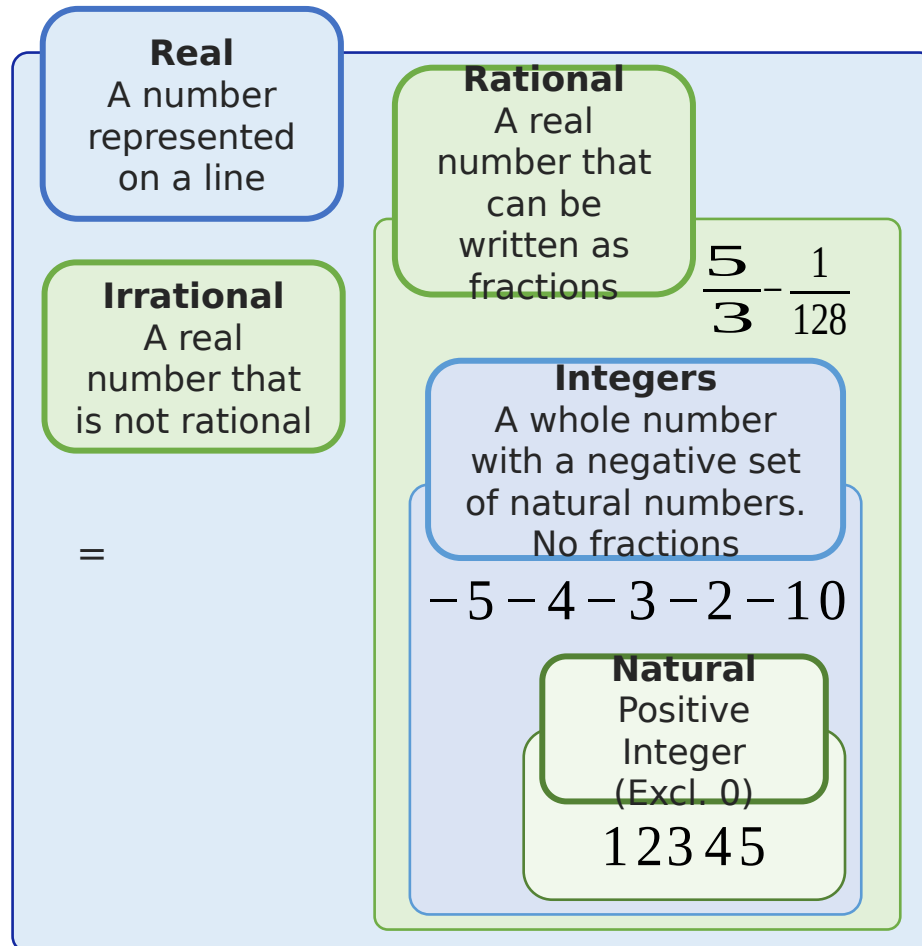 Real
A number
represented
on a line
Rational
A real
number that
can be
written as
fractions
5/3 − 1/128
Irrational
A real
number that
is not rational
Integers
A whole number
with a negative set
of natural numbers.
No fractions
=
−5 −4 −3 −2 −1 0
Natural
Positive
Integer
(Excl. 0)
1 2 3 4 5